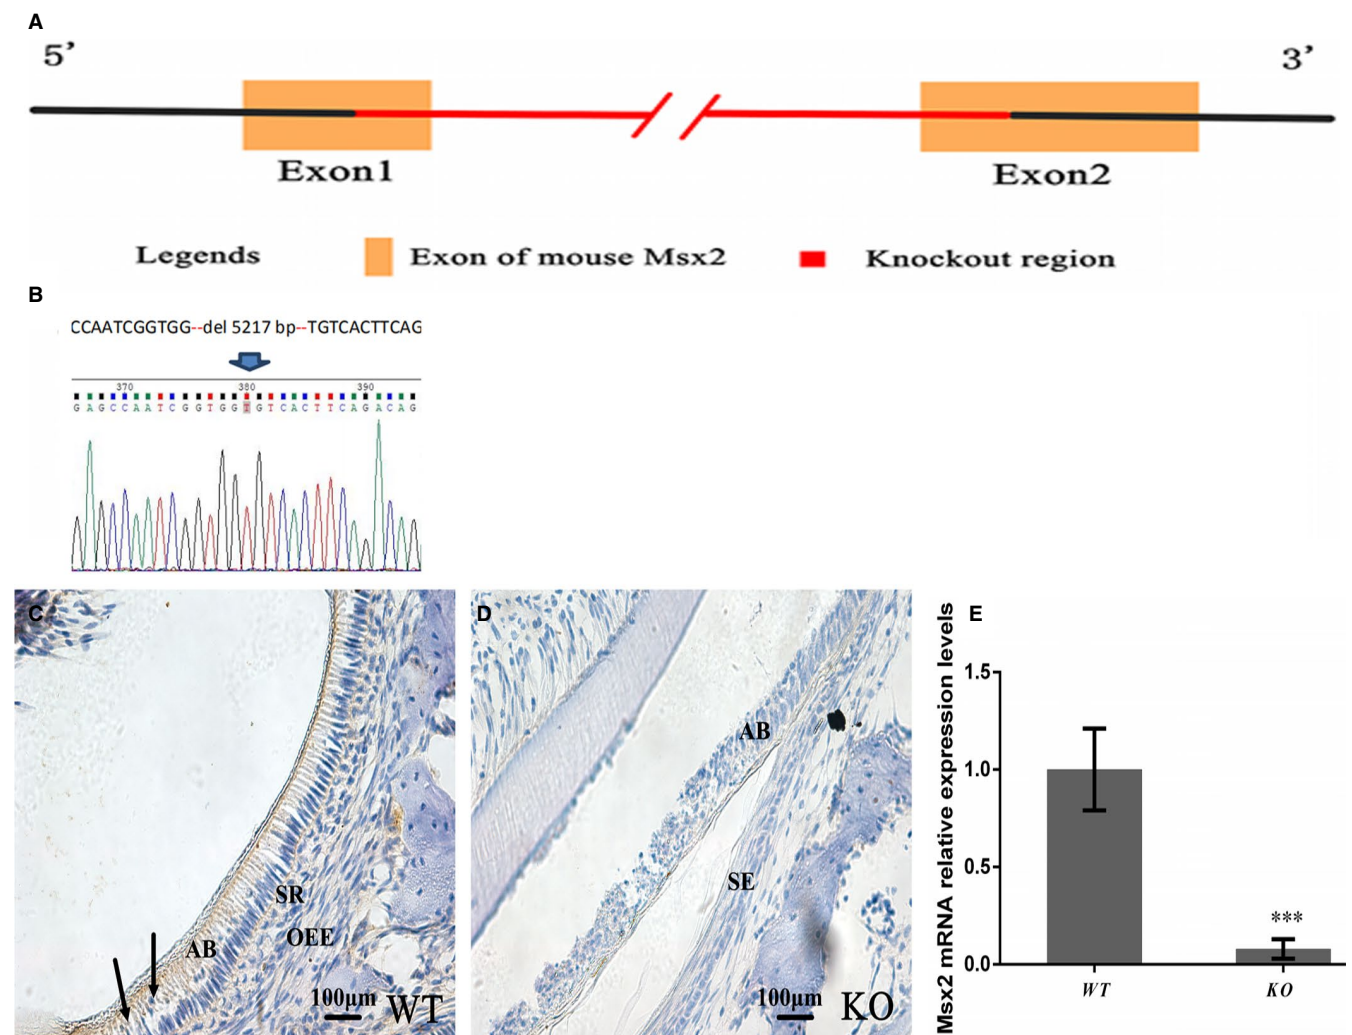 A
5’ 3’
Exon1 Exon2
Legends Exon of mouse Msx2 Knockout region
B
CCAATCGGTGG--del 5217 bp--TGTCACTTCAG
370 380 390
G A G C C A A T C G G T G G T G T C A C T T C A G A C A G
C
AB
SR
OEE
100μm WT
D
AB
SE
100μm KO
E
Msx2 mRNA relative expression levels
1.5
1.0
0.5
0.0
***
WT KO